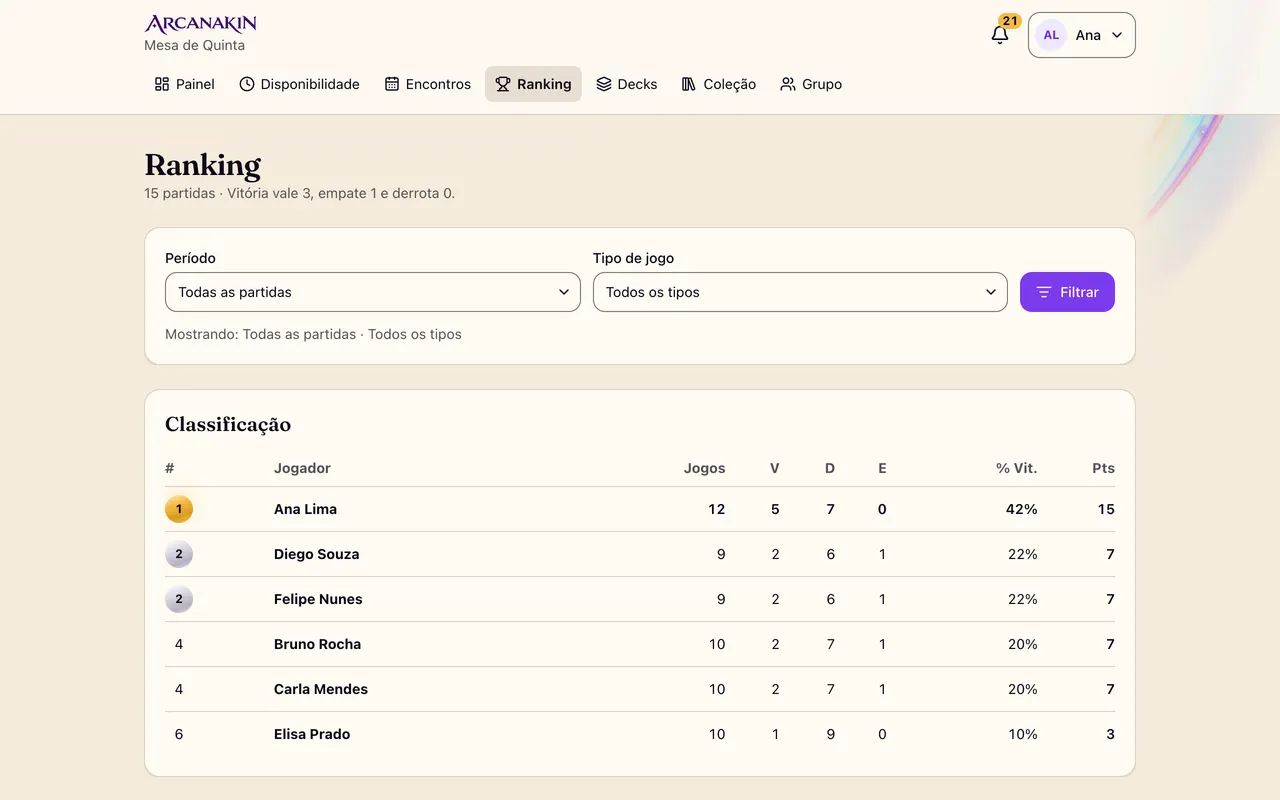 ARCANAKIN
Mesa de Quinta
21
AL Ana
Painel Disponibilidade Encontros Ranking Decks Coleção Grupo
Ranking
15 partidas · Vitória vale 3, empate 1 e derrota 0.
Período Tipo de jogo
Todas as partidas Todos os tipos Filtrar
Mostrando: Todas as partidas · Todos os tipos
Classificação
# Jogador Jogos V D E % Vit. Pts
1 Ana Lima 12 5 7 0 42% 15
2 Diego Souza 9 2 6 1 22% 7
2 Felipe Nunes 9 2 6 1 22% 7
4 Bruno Rocha 10 2 7 1 20% 7
4 Carla Mendes 10 2 7 1 20% 7
6 Elisa Prado 10 1 9 0 10% 3